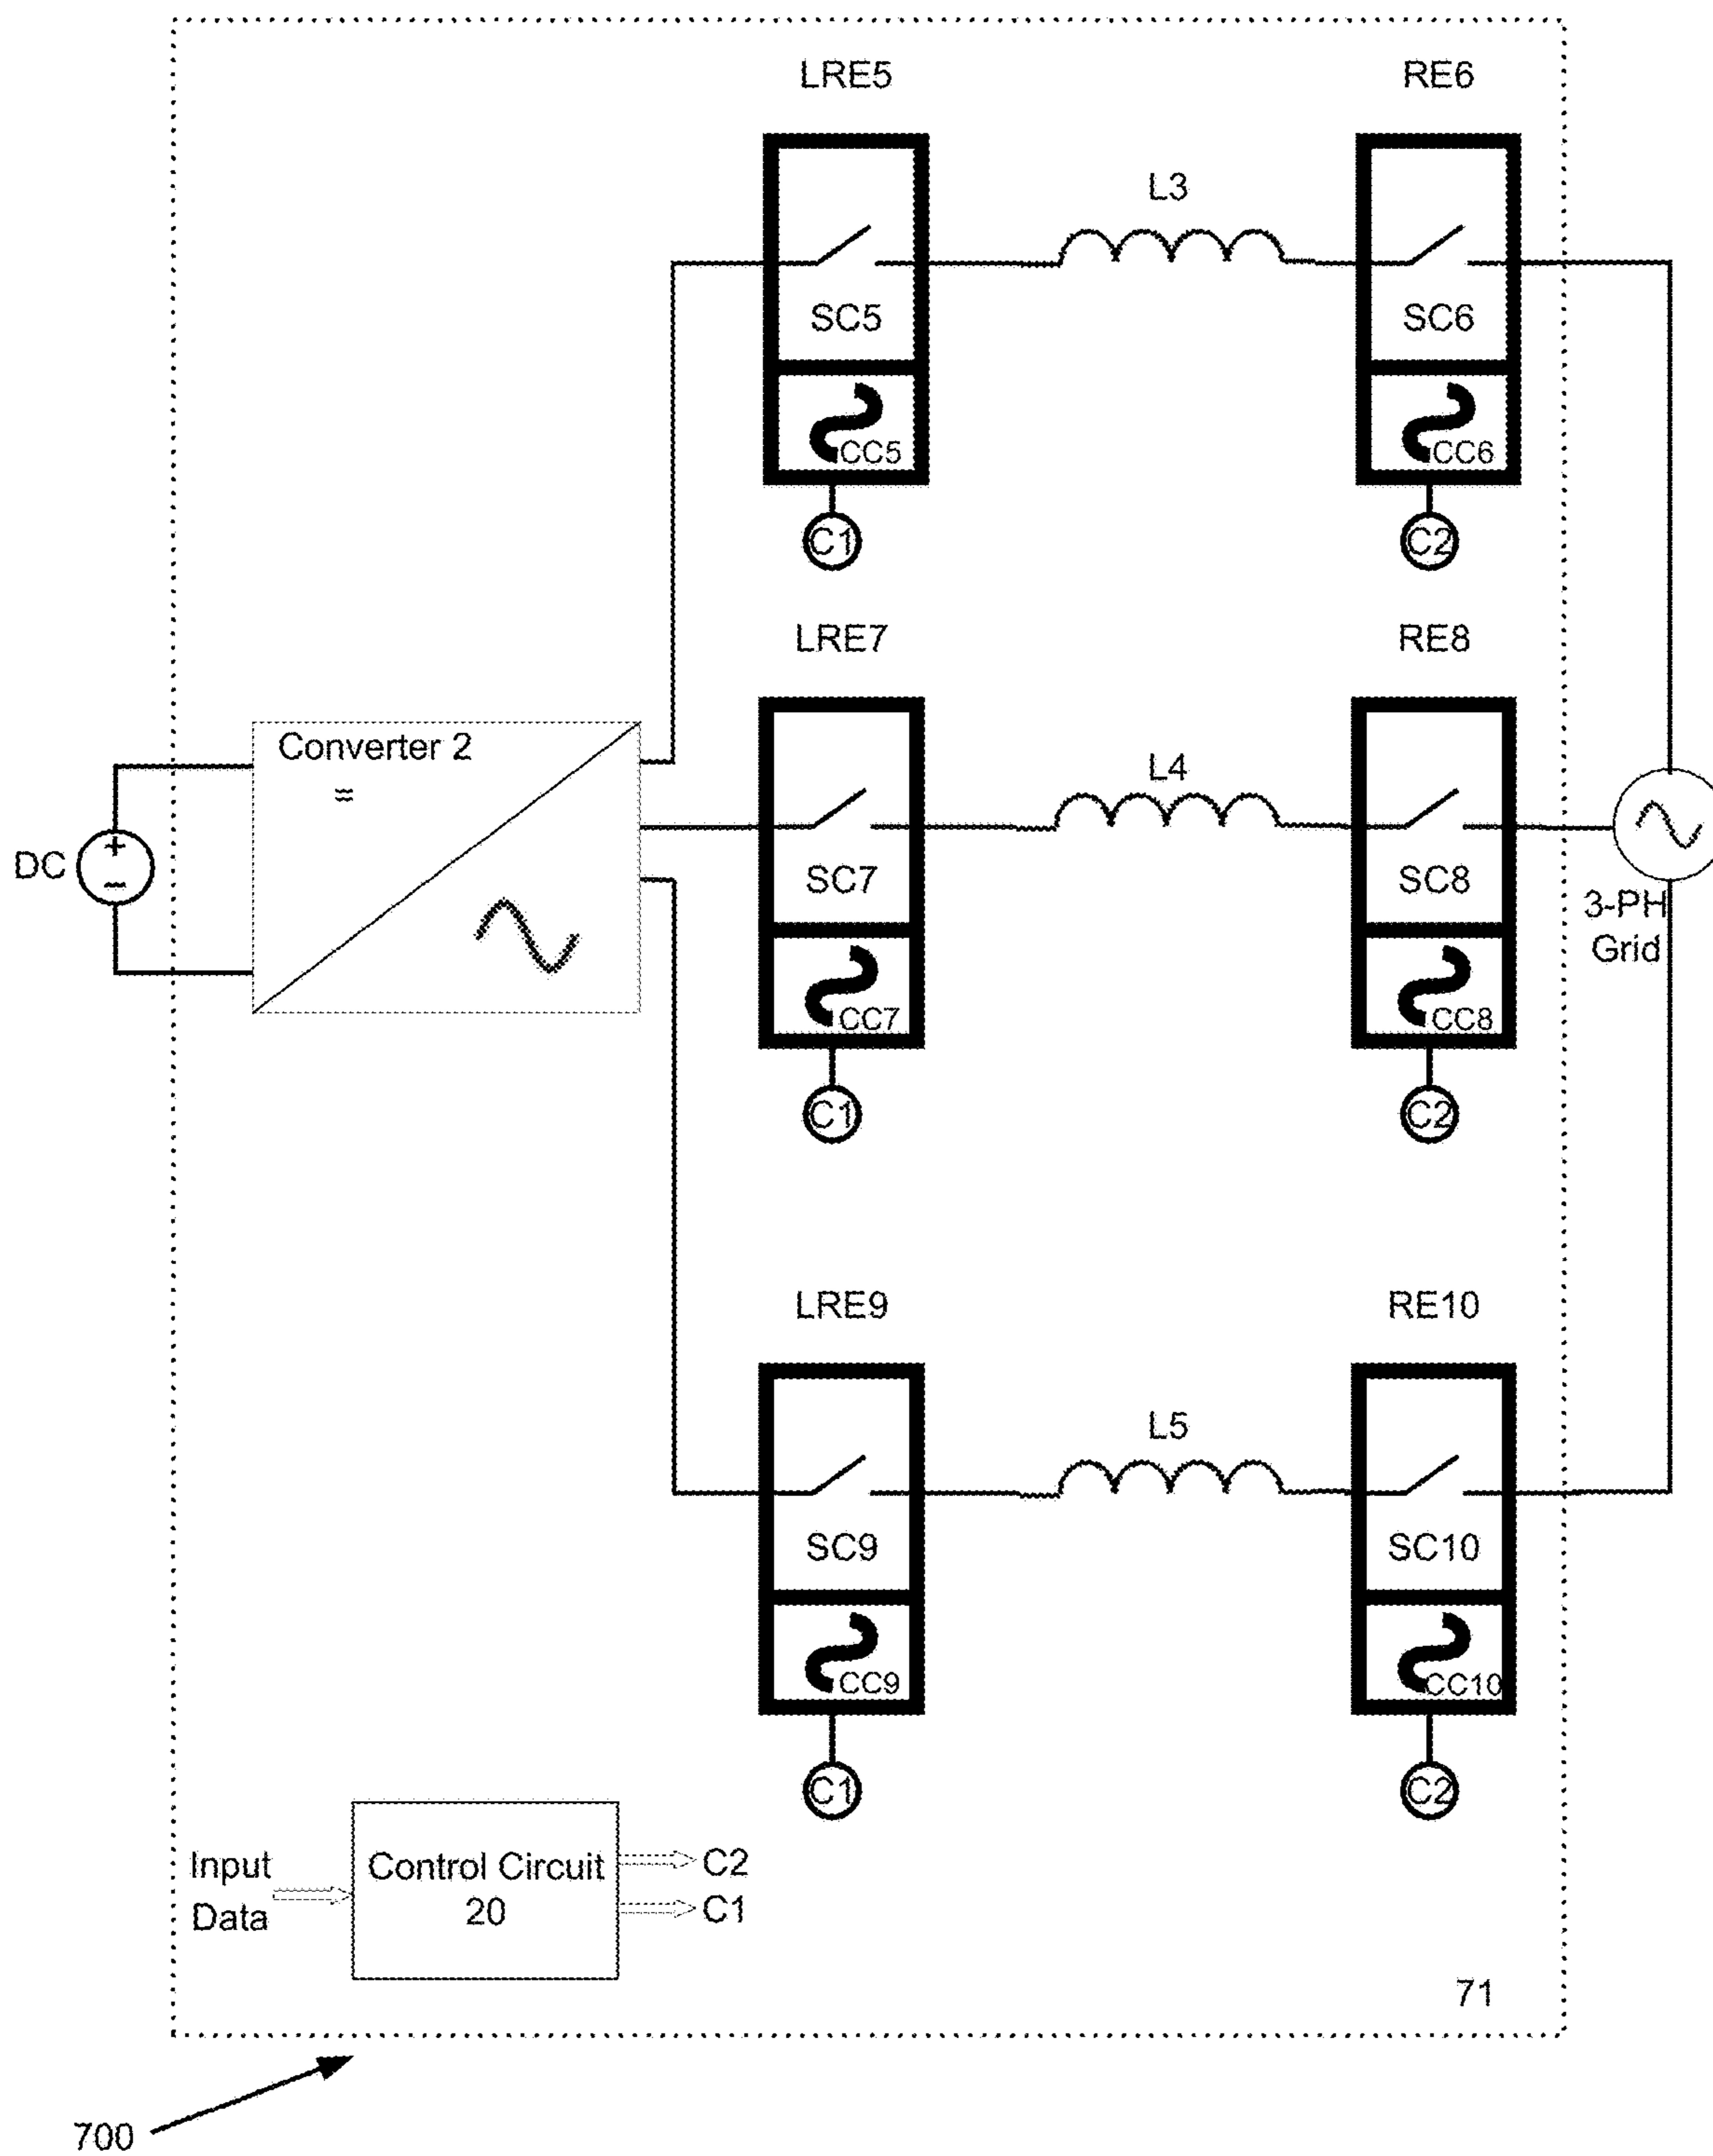 LRE5
RE6
L3
SC5
SC6
CC5
CC6
C1
C2
LRE7
RE8
Converter 2
=
L4
DC
+
–
SC7
SC8
3-PH
Grid
CC7
CC8
C1
C2
LRE9
RE10
L5
SC9
SC10
CC9
CC10
C1
C2
Input
Data
Control Circuit
20
C2
C1
71
700